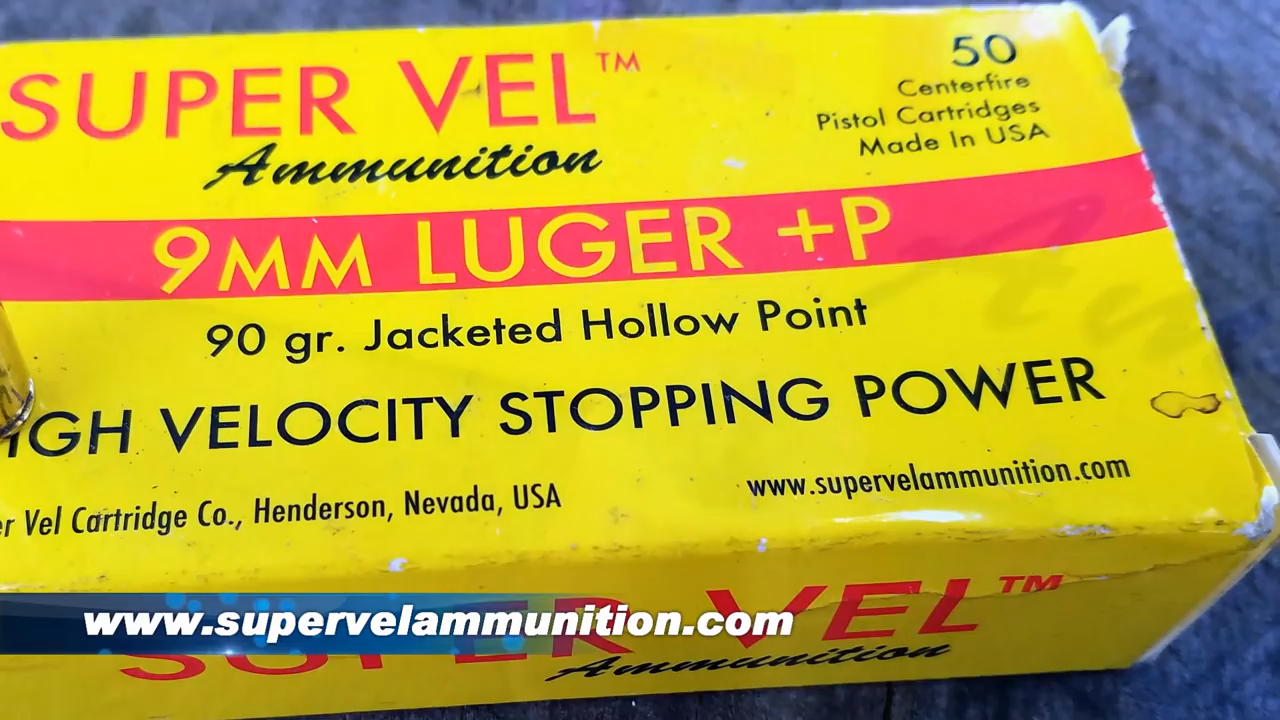 SUPER VEL™
Ammunition
50
Centerfire
Pistol Cartridges
Made In USA
9MM LUGER +P
90 gr. Jacketed Hollow Point
IGH VELOCITY STOPPING POWER
er Vel Cartridge Co., Henderson, Nevada, USA
www.supervelammunition.com
SUPER VEL™
Ammunition
www.supervelammunition.com